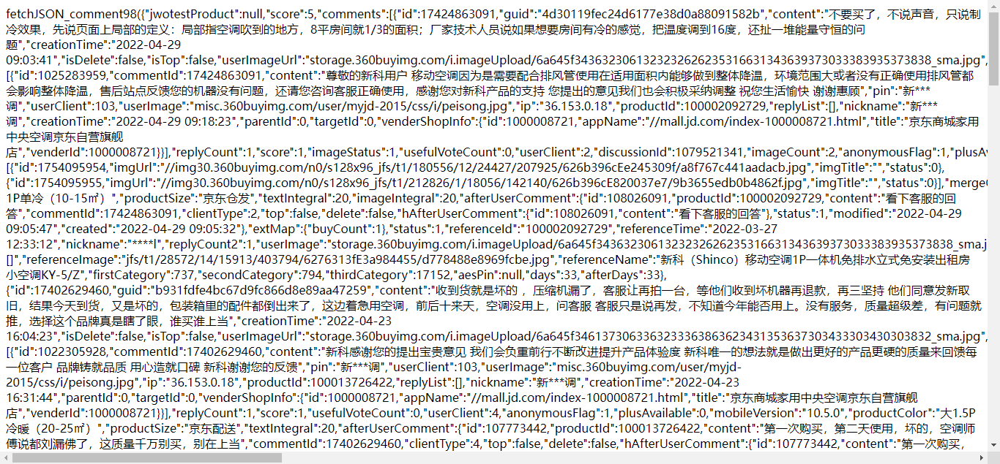 fetchJSON_comment98({"jwotestProduct":null,"score":5,"comments":[{"id":17424863091,"guid":"4d30119fec24d6177e38d0a88091582b","content":"不要买了，不说声音，只说制
冷效果，先说页面上局部的定义：局部指空调吹到的地方，8平房间就1/3的面积；厂家技术人员说如果想要房间有冷的感觉，把温度调到16度，还扯一堆能量守恒的问
题","creationTime":"2022-04-29
09:03:41","isDelete":false,"isTop":false,"userImageUrl":"storage.360buyimg.com/i.imageUpload/6a645f3436323061323232626235316631343639373033383935373838_sma.jpg",
[{"id":1025283959,"commentId":17424863091,"content":"尊敬的新科用户 移动空调因为是需要配合排风管使用在适用面积内能够做到整体降温，环境范围大或者没有正确使用排风管都
会影响整体降温，售后站点反馈您的机器没有问题，还请您咨询客服正确使用，感谢您对新科产品的支持 您提出的意见我们也会积极采纳调整 祝您生活愉快 谢谢惠顾","pin":"新***
调","userClient":103,"userImage":"misc.360buyimg.com/user/myjd-2015/css/i/peisong.jpg","ip":"36.153.0.18","productId":100002092729,"replyList":[],"nickname":"新***
调","creationTime":"2022-04-29 09:18:23","parentId":0,"targetId":0,"venderShopInfo":{"id":1000008721,"appName":"//mall.jd.com/index-1000008721.html","title":"京东商城家用
中央空调京东自营旗舰
店","venderId":1000008721}}],"replyCount":1,"score":1,"imageStatus":1,"usefulVoteCount":0,"userClient":2,"discussionId":1079521341,"imageCount":2,"anonymousFlag":1,"plusAv
[{"id":1754095954,"imgUrl":"//img30.360buyimg.com/n0/s128x96_jfs/t1/180556/12/24427/207925/626b396cEe245309f/a8f767c441aadacb.jpg","imgTitle":"","status":0},
{"id":1754095955,"imgUrl":"//img30.360buyimg.com/n0/s128x96_jfs/t1/212826/1/18056/142140/626b396cE820037e7/9b3655edb0b4862f.jpg","imgTitle":"","status":0}],"merge
1P单冷（10-15㎡）","productSize":"京东仓发","textIntegral":20,"imageIntegral":20,"afterUserComment":{"id":108026091,"productId":100002092729,"content":"看下客服的回
答","commentId":17424863091,"clientType":2,"top":false,"delete":false,"hAfterUserComment":{"id":108026091,"content":"看下客服的回答"},"status":1,"modified":"2022-04-29
09:05:47","created":"2022-04-29 09:05:32"},"extMap":{"buyCount":1},"status":1,"referenceId":"100002092729","referenceTime":"2022-03-27
12:33:12","nickname":"****l","replyCount2":1,"userImage":"storage.360buyimg.com/i.imageUpload/6a645f3436323061323232626235316631343639373033383935373838_sma.j
[]","referenceImage":"jfs/t1/28572/14/15913/403794/6276313fE3a984455/d778488e8969fcbe.jpg","referenceName":"新科（Shinco）移动空调1P一体机免排水立式免安装出租房
小空调KY-5/Z","firstCategory":737,"secondCategory":794,"thirdCategory":17152,"aesPin":null,"days":33,"afterDays":33},
{"id":17402629460,"guid":"b931fdfe4bc67d9fc866d8e89aa47259","content":"收到货就是坏的 ，压缩机漏了，客服让再拍一台，等他们收到坏机器再退款，再三坚持 他们同意发新取
旧，结果今天到货，又是坏的，包装箱里的配件都倒出来了，这边着急用空调，前后十来天，空调没用上，问客服 客服只是说再发，不知道今年能否用上。没有服务，质量超级差，有问题就
推，选择这个品牌真是瞎了眼，谁买谁上当","creationTime":"2022-04-23
16:04:23","isDelete":false,"isTop":false,"userImageUrl":"storage.360buyimg.com/i.imageUpload/6a645f3461373063363233363863623431353637303433303430303832_sma.jpg",
[{"id":1022305928,"commentId":17402629460,"content":"新科感谢您的提出宝贵意见 我们会负重前行不断改进提升产品体验度 新科唯一的想法就是做出更好的产品更硬的质量来回馈每
一位客户 品牌铸就品质 用心造就口碑 新科谢谢您的反馈","pin":"新***调","userClient":103,"userImage":"misc.360buyimg.com/user/myjd-
2015/css/i/peisong.jpg","ip":"36.153.0.18","productId":100013726422,"replyList":[],"nickname":"新***调","creationTime":"2022-04-23
16:31:44","parentId":0,"targetId":0,"venderShopInfo":{"id":1000008721,"appName":"//mall.jd.com/index-1000008721.html","title":"京东商城家用中央空调京东自营旗舰
店","venderId":1000008721}}],"replyCount":1,"score":1,"usefulVoteCount":0,"userClient":4,"anonymousFlag":1,"plusAvailable":0,"mobileVersion":"10.5.0","productColor":"大1.5P
冷暖（20-25㎡）","productSize":"京东配送","textIntegral":20,"afterUserComment":{"id":107773442,"productId":100013726422,"content":"第一次购买，第二天使用，坏的，空调师
傅说都刘漏佛了，这质量千万别买，别在上当","commentId":17402629460,"clientType":4,"top":false,"delete":false,"hAfterUserComment":{"id":107773442,"content":"第一次购买，